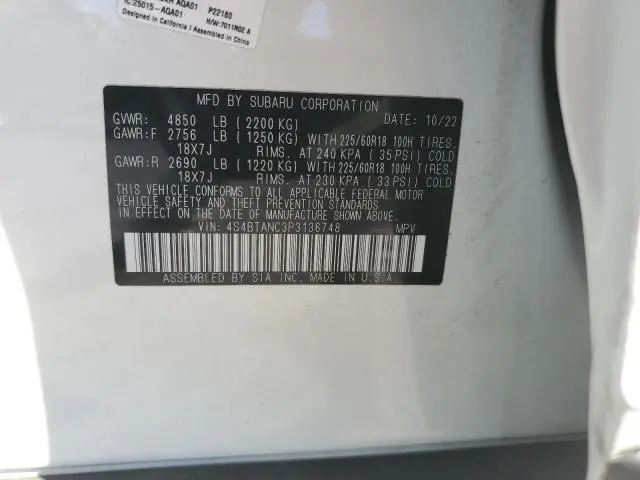 AQA01 P22180
IC:25015-AQA01 H/W:7011R02 A
Designed in California | Assembled in China
MFD BY SUBARU CORPORATION DATE: 10/22
GVWR: 4850 LB (2200 KG)
GAWR:F 2756 LB (1250 KG) WITH 225/60R18 100H TIRES.
18X7J RIMS. AT 240 KPA (35 PSI) COLD
GAWR:R 2690 LB (1220 KG) WITH 225/60R18 100H TIRES.
18X7J RIMS. AT 230 KPA (33 PSI) COLD
THIS VEHICLE CONFORMS TO ALL APPLICABLE FEDERAL MOTOR
VEHICLE SAFETY AND THEFT PREVENTION STANDARDS IN EFFECT
ON THE DATE OF MANUFACTURE SHOWN ABOVE.
VIN: 4S4BTANC3P3136748 MPV
ASSEMBLED BY SIA INC. MADE IN U.S.A